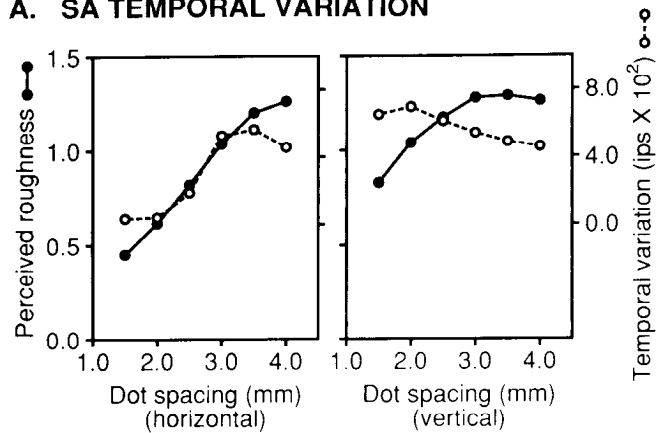 A. SA TEMPORAL VARIATION
Perceived roughness
1.5
1.0
0.5
0.0
1.0 2.0 3.0 4.0
Dot spacing (mm)
(horizontal)
1.0 2.0 3.0 4.0
Dot spacing (mm)
(vertical)
8.0
4.0
0.0
Temporal variation (ips X 10²)